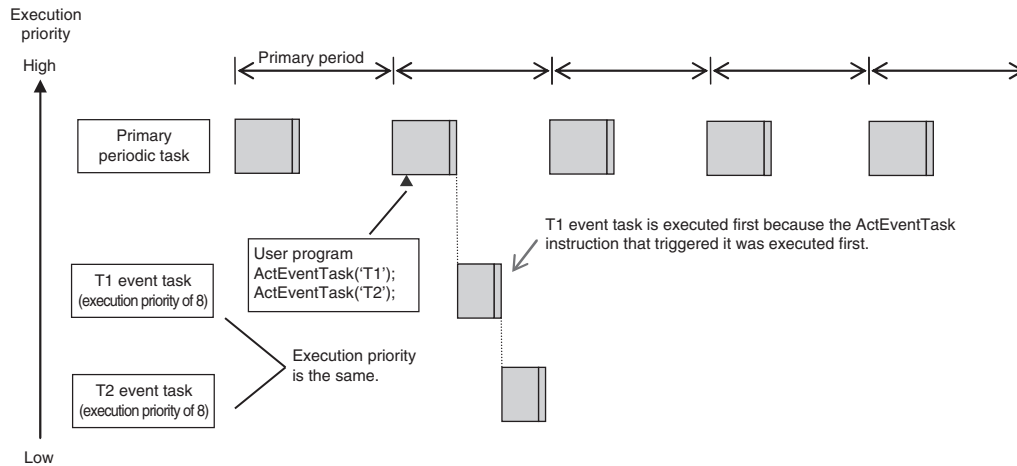 Execution
priority
High
Primary period
Primary
periodic task
User program
ActEventTask('T1');
ActEventTask('T2');
T1 event task is executed first because the ActEventTask
instruction that triggered it was executed first.
T1 event task
(execution priority of 8)
Execution priority
is the same.
T2 event task
(execution priority of 8)
Low